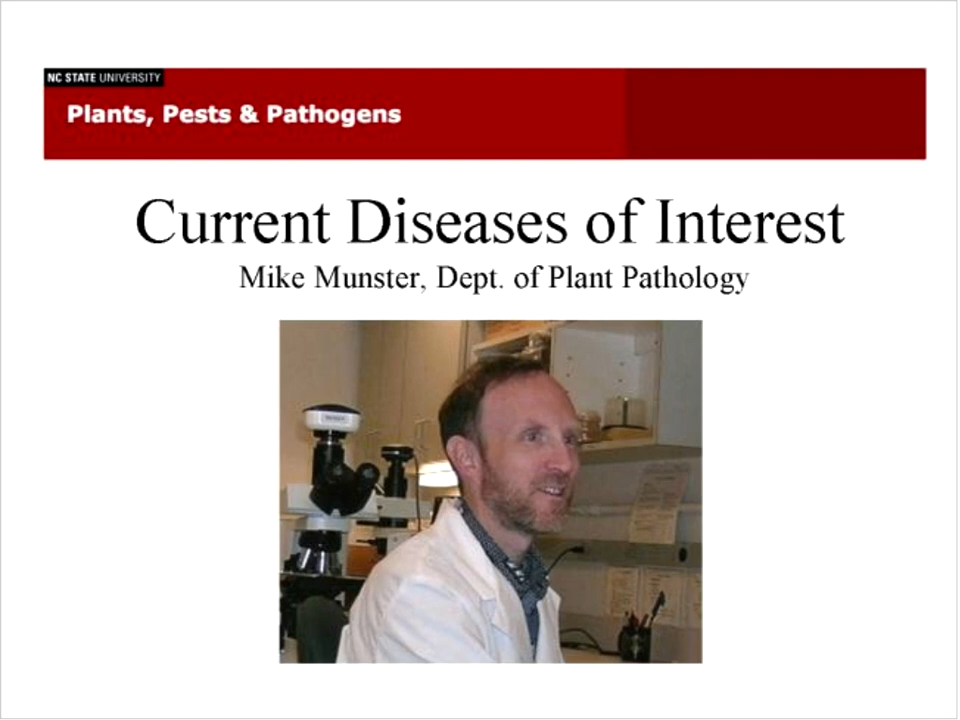 NC STATE UNIVERSITY
Plants, Pests & Pathogens
Current Diseases of Interest
Mike Munster, Dept. of Plant Pathology